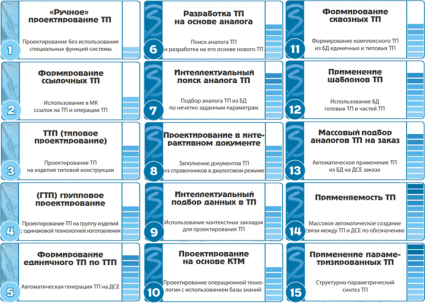 «Ручное»
проектирование ТП
Проектирование без использования
специальных функций системы
1
Формирование
ссылочных ТП
Использование в МК
ссылок на ТП и операции ТП
2
ТТП (типовое
проектирование)
Проектирование ТП
на изделия типовой конструкции
3
(ГТП) групповое
проектирование
Проектирование ТП на группу изделий
с одинаковой технологией изготовления
4
Формирование
единичного ТП по ТТП
Автоматическая генерация ТП на ДСЕ
5
Разработка ТП
на основе аналога
Поиск аналога ТП
и разработка на его основе нового ТП
6
Интеллектуальный
поиск аналога ТП
Подбор аналога ТП из БД
по нечетко заданным параметрам
7
Проектирование в инте-
рактивном документе
Заполнение документов ТП
из справочников в диалоговом режиме
8
Интеллектуальный
подбор данных в ТП
Использование контекстных закладок
для проектирования ТП
9
Проектирование
на основе КТМ
Проектирование операционной техно-
логии с использованием базы знаний
10
Формирование
сквозных ТП
Формирование комплексного ТП
из БД единичных и типовых ТП
11
Применение
шаблонов ТП
Использование БД
готовых ТП и частей ТП
12
Массовый подбор
аналогов ТП на заказ
Автоматическое применение ТП
из БД на ДСЕ заказа
13
Применяемость ТП
Массовое автоматическое создание
связи между ТП и ДСЕ по обозначению
14
Применение параме-
тризированных ТП
Структурно-параметрический
синтез ТП
15